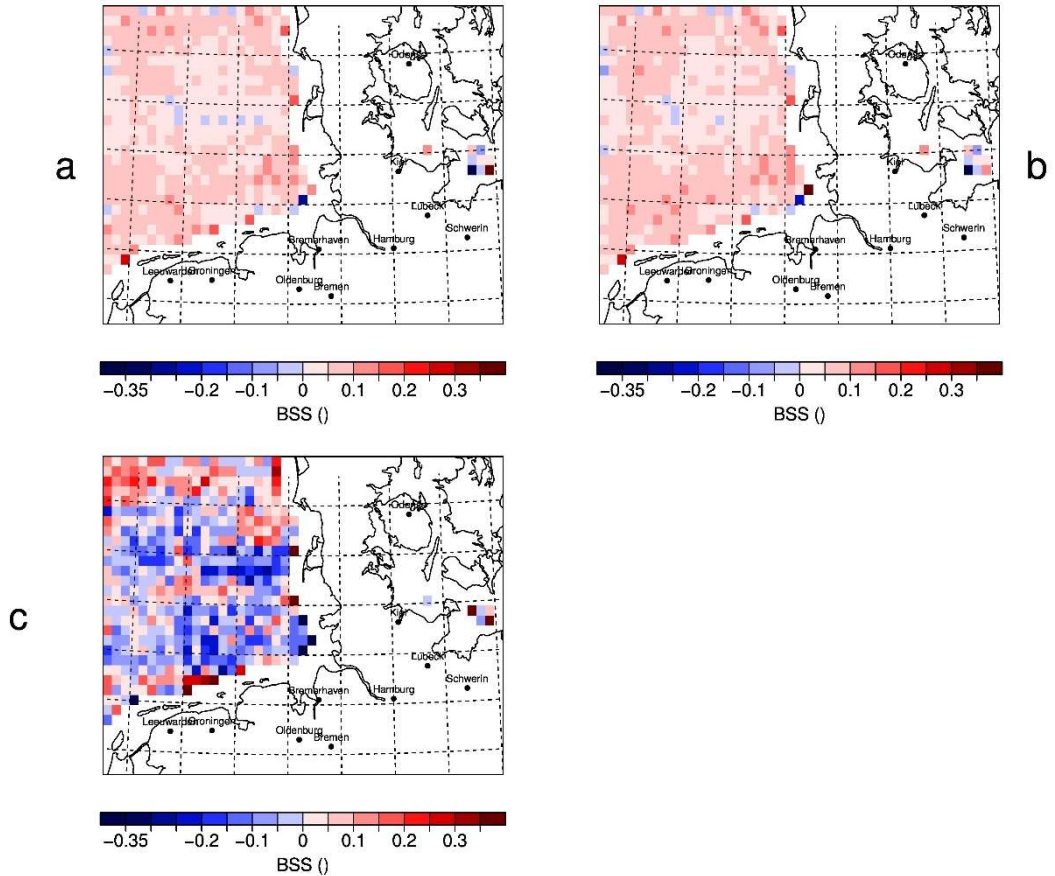 Odense
Kiel
Lübeck
Schwerin
Bremerhaven
Hamburg
Leeuwarden
Groningen
Oldenburg
Bremen
a
−0.35 −0.2 −0.1 0 0.1 0.2 0.3
BSS ()
Odense
Kiel
Lübeck
Schwerin
Bremerhaven
Hamburg
Leeuwarden
Groningen
Oldenburg
Bremen
b
−0.35 −0.2 −0.1 0 0.1 0.2 0.3
BSS ()
Odense
Kiel
Lübeck
Schwerin
Bremerhaven
Hamburg
Leeuwarden
Groningen
Oldenburg
Bremen
c
−0.35 −0.2 −0.1 0 0.1 0.2 0.3
BSS ()